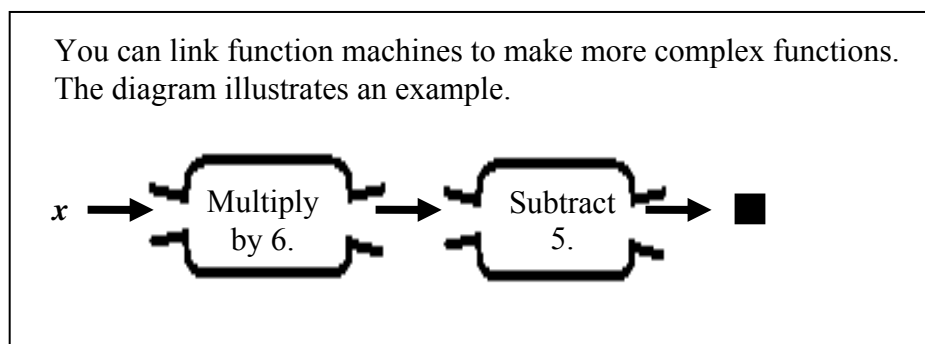 You can link function machines to make more complex functions.
The diagram illustrates an example.
x
Multiply
by 6.
Subtract
5.